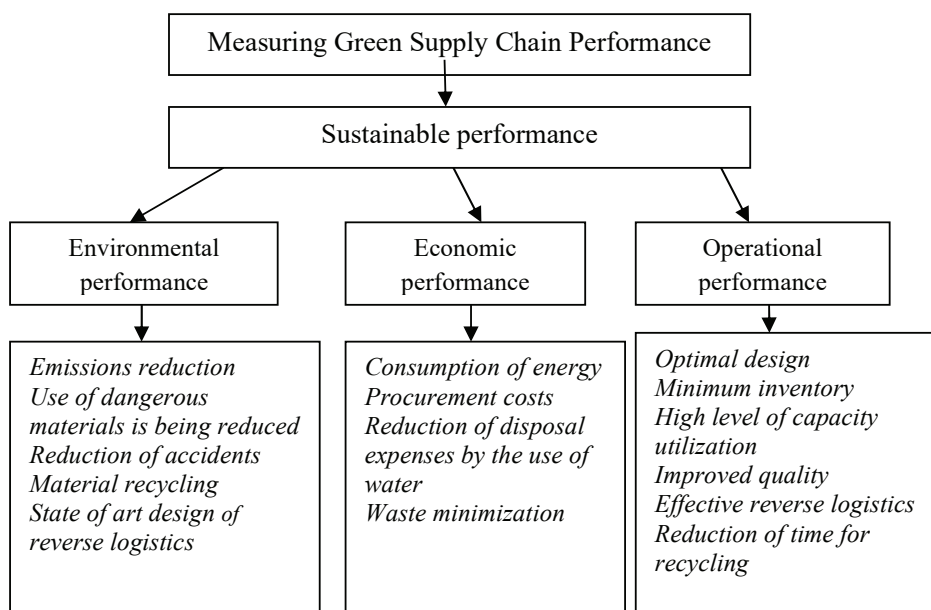 Measuring Green Supply Chain Performance
Sustainable performance
Environmental
performance
Economic
performance
Operational
performance
Emissions reduction
Use of dangerous
materials is being reduced
Reduction of accidents
Material recycling
State of art design of
reverse logistics
Consumption of energy
Procurement costs
Reduction of disposal
expenses by the use of
water
Waste minimization
Optimal design
Minimum inventory
High level of capacity
utilization
Improved quality
Effective reverse logistics
Reduction of time for
recycling